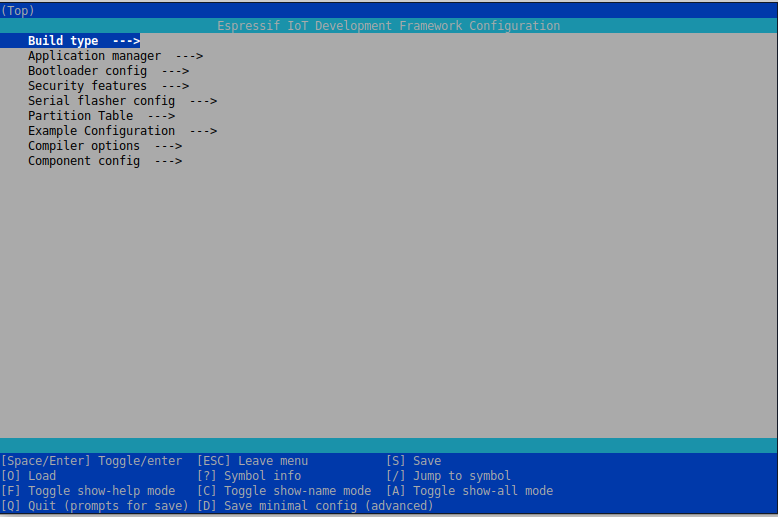 (Top)
Espressif IoT Development Framework Configuration
Build type  --->
Application manager  --->
Bootloader config  --->
Security features  --->
Serial flasher config  --->
Partition Table  --->
Example Configuration  --->
Compiler options  --->
Component config  --->
[Space/Enter] Toggle/enter  [ESC] Leave menu  [S] Save
[O] Load  [?] Symbol info  [/] Jump to symbol
[F] Toggle show-help mode  [C] Toggle show-name mode  [A] Toggle show-all mode
[Q] Quit (prompts for save) [D] Save minimal config (advanced)